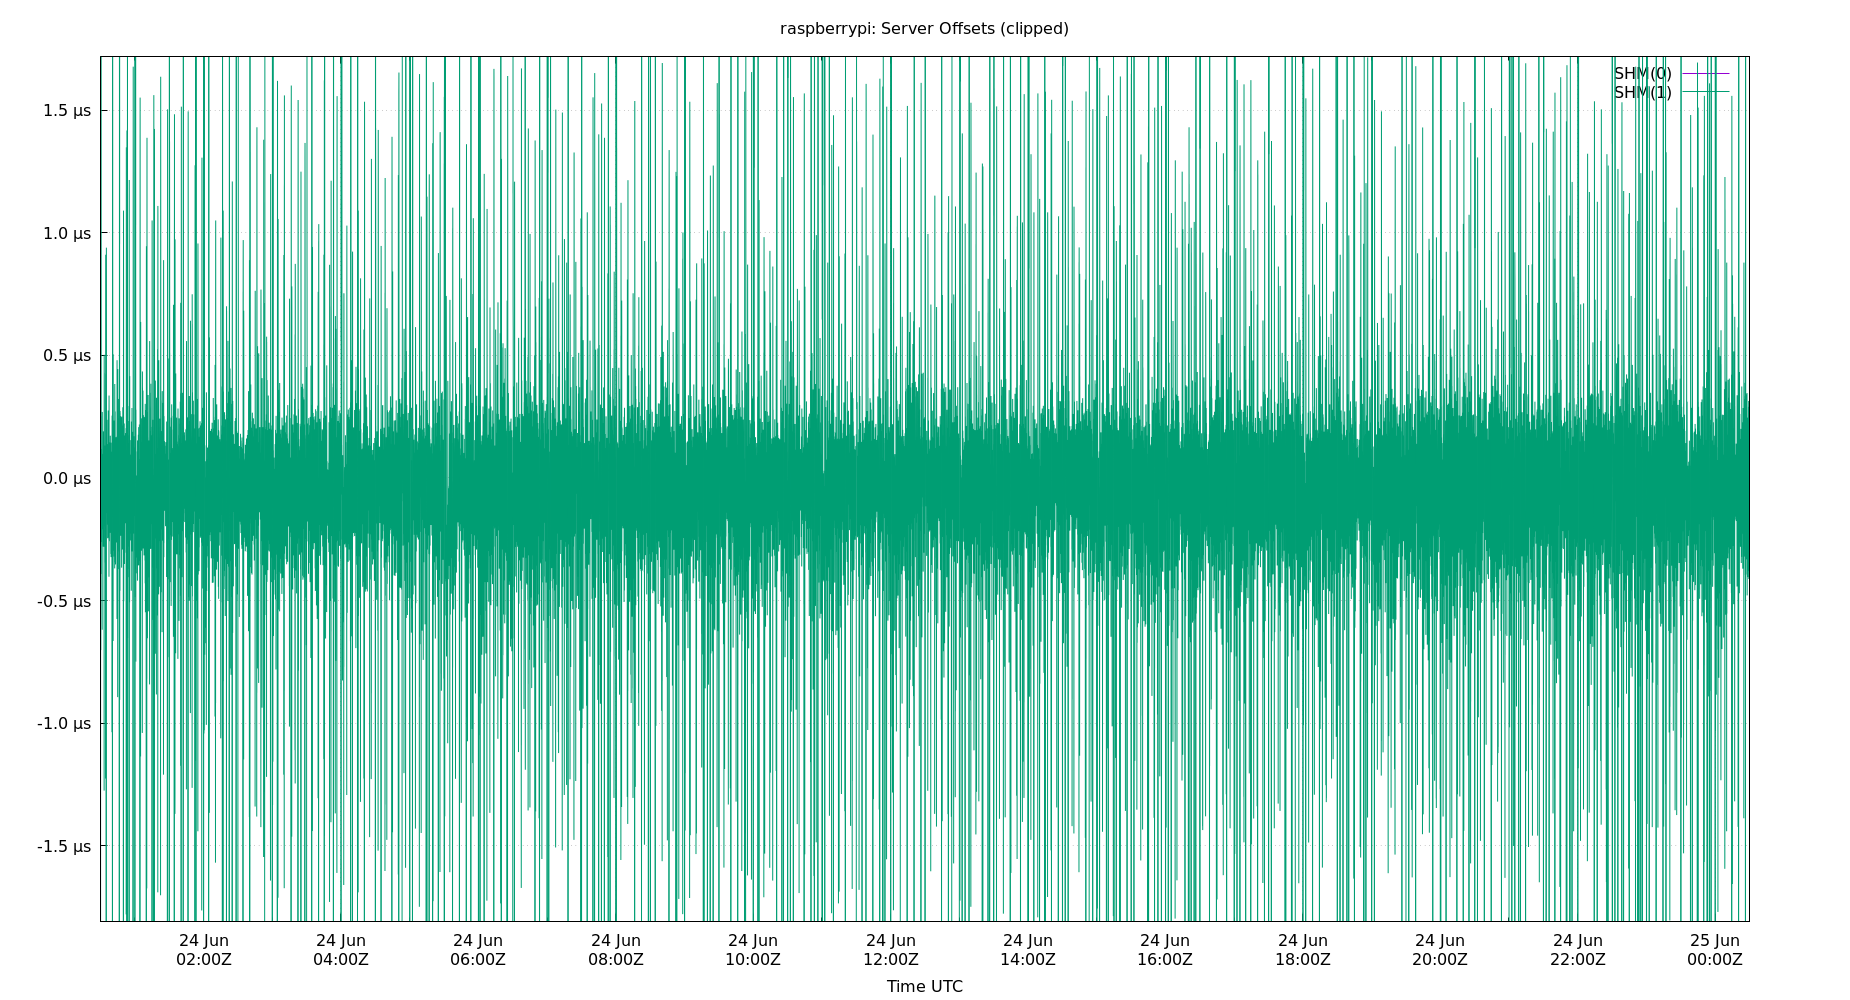 raspberrypi: Server Offsets (clipped)
SHM(0)
SHM(1)
1.5 µs
1.0 µs
0.5 µs
0.0 µs
-0.5 µs
-1.0 µs
-1.5 µs
24 Jun 24 Jun 24 Jun 24 Jun 24 Jun 24 Jun 24 Jun 24 Jun 24 Jun 24 Jun 24 Jun 25 Jun
02:00Z 04:00Z 06:00Z 08:00Z 10:00Z 12:00Z 14:00Z 16:00Z 18:00Z 20:00Z 22:00Z 00:00Z
Time UTC